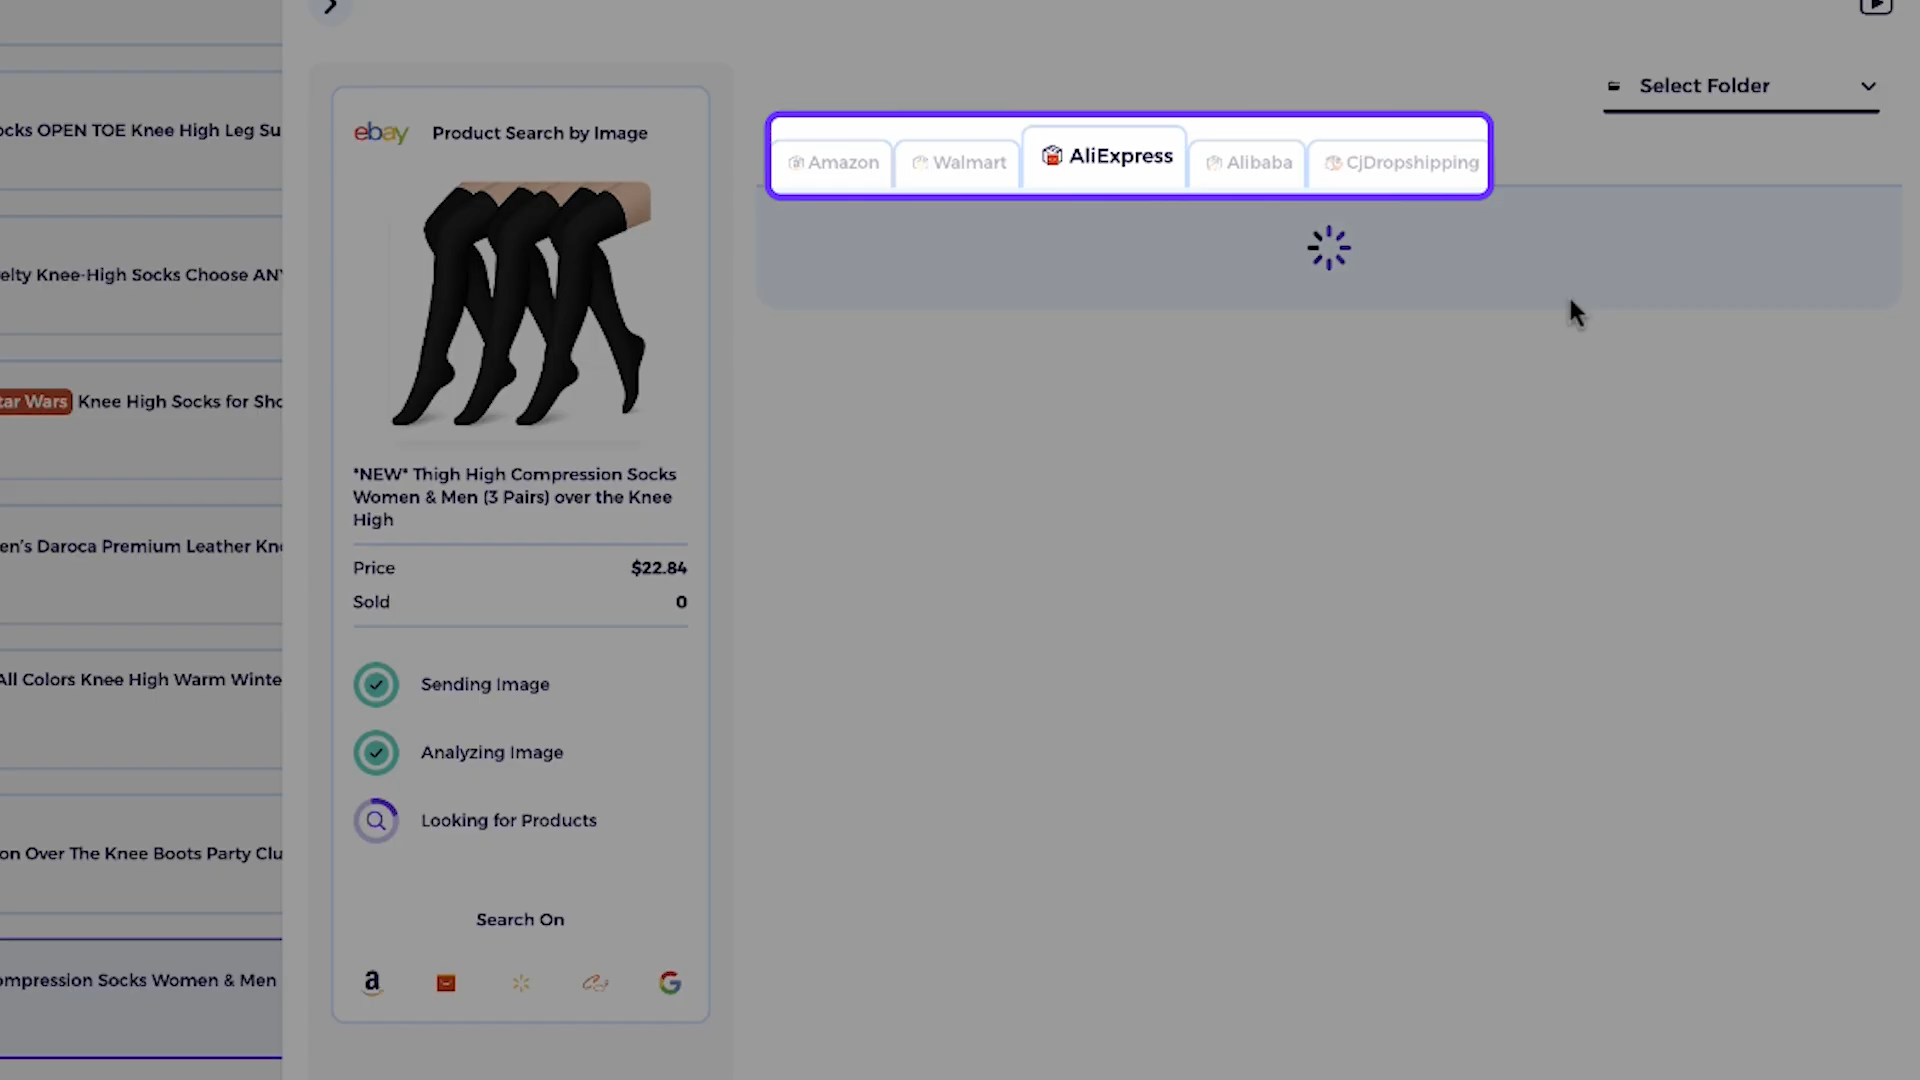 ocks OPEN TOE Knee High Leg Su
elty Knee-High Socks Choose AN
tar Wars Knee High Socks for Sho
en's Daroca Premium Leather Kn
All Colors Knee High Warm Winte
on Over The Knee Boots Party Clu
ompression Socks Women & Men
ebay Product Search by Image
*NEW* Thigh High Compression Socks
Women & Men (3 Pairs) over the Knee
High
Price $22.84
Sold 0
Sending Image
Analyzing Image
Looking for Products
Search On
a G
Select Folder
Amazon Walmart AliExpress Alibaba CjDropshipping